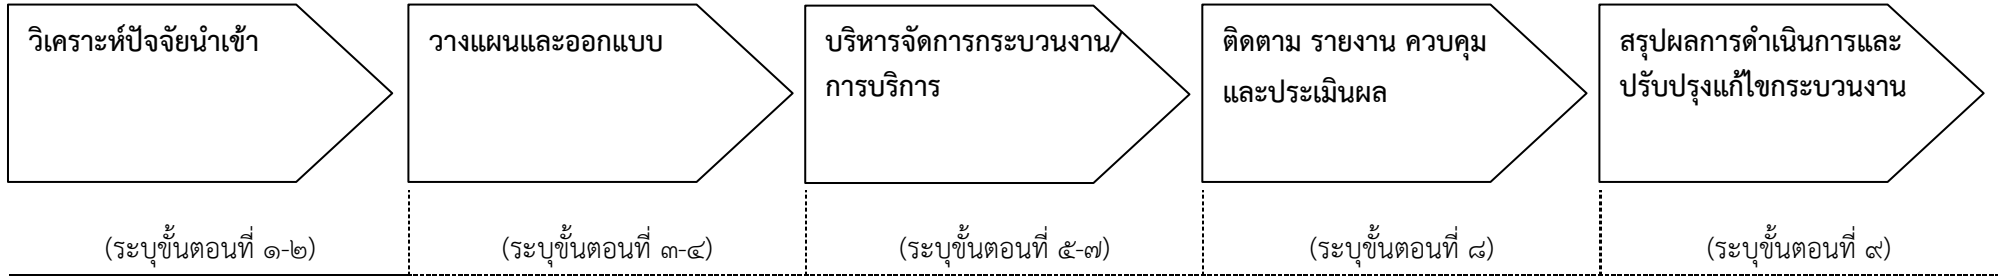 วิเคราะห์ปัจจัยนำเข้า
วางแผนและออกแบบ
บริหารจัดการกระบวนงาน/
การบริการ
ติดตาม รายงาน ควบคุม
และประเมินผล
สรุปผลการดำเนินการและ
ปรับปรุงแก้ไขกระบวนงาน
(ระบุขั้นตอนที่ ๑-๒)
(ระบุขั้นตอนที่ ๓-๔)
(ระบุขั้นตอนที่ ๕-๗)
(ระบุขั้นตอนที่ ๘)
(ระบุขั้นตอนที่ ๙)